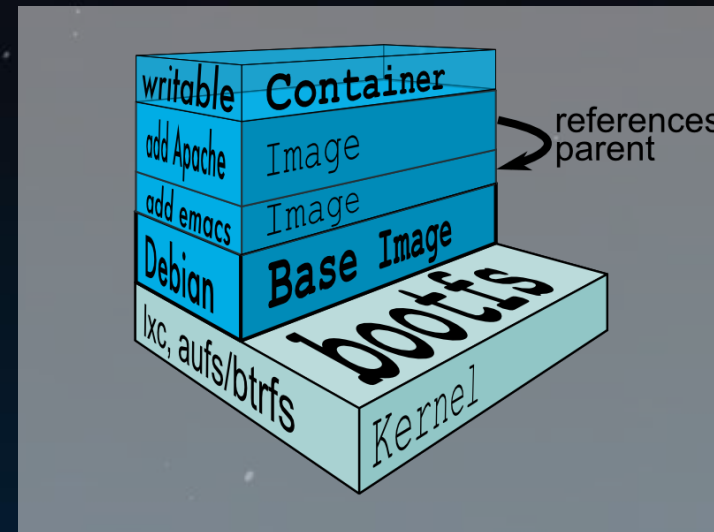 writable
Container
references
parent
add Apache
Image
add emacs
Image
Debian
Base Image
bootfs
lxc, aufs/btrfs
Kernel